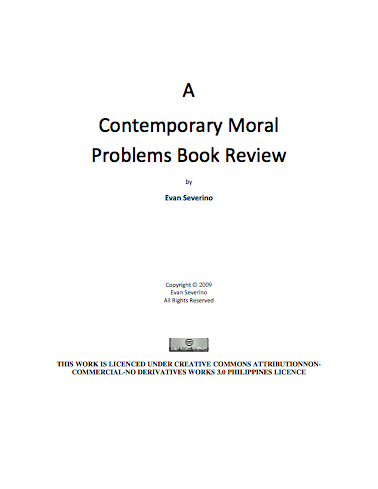 A
Contemporary Moral
Problems Book Review
by
Evan Severino
Copyright © 2009
Evan Severino
All Rights Reserved
THIS WORK IS LICENCED UNDER CREATIVE COMMONS ATTRIBUTIONNON-
COMMERCIAL-NO DERIVATIVES WORKS 3.0 PHILIPPINES LICENCE